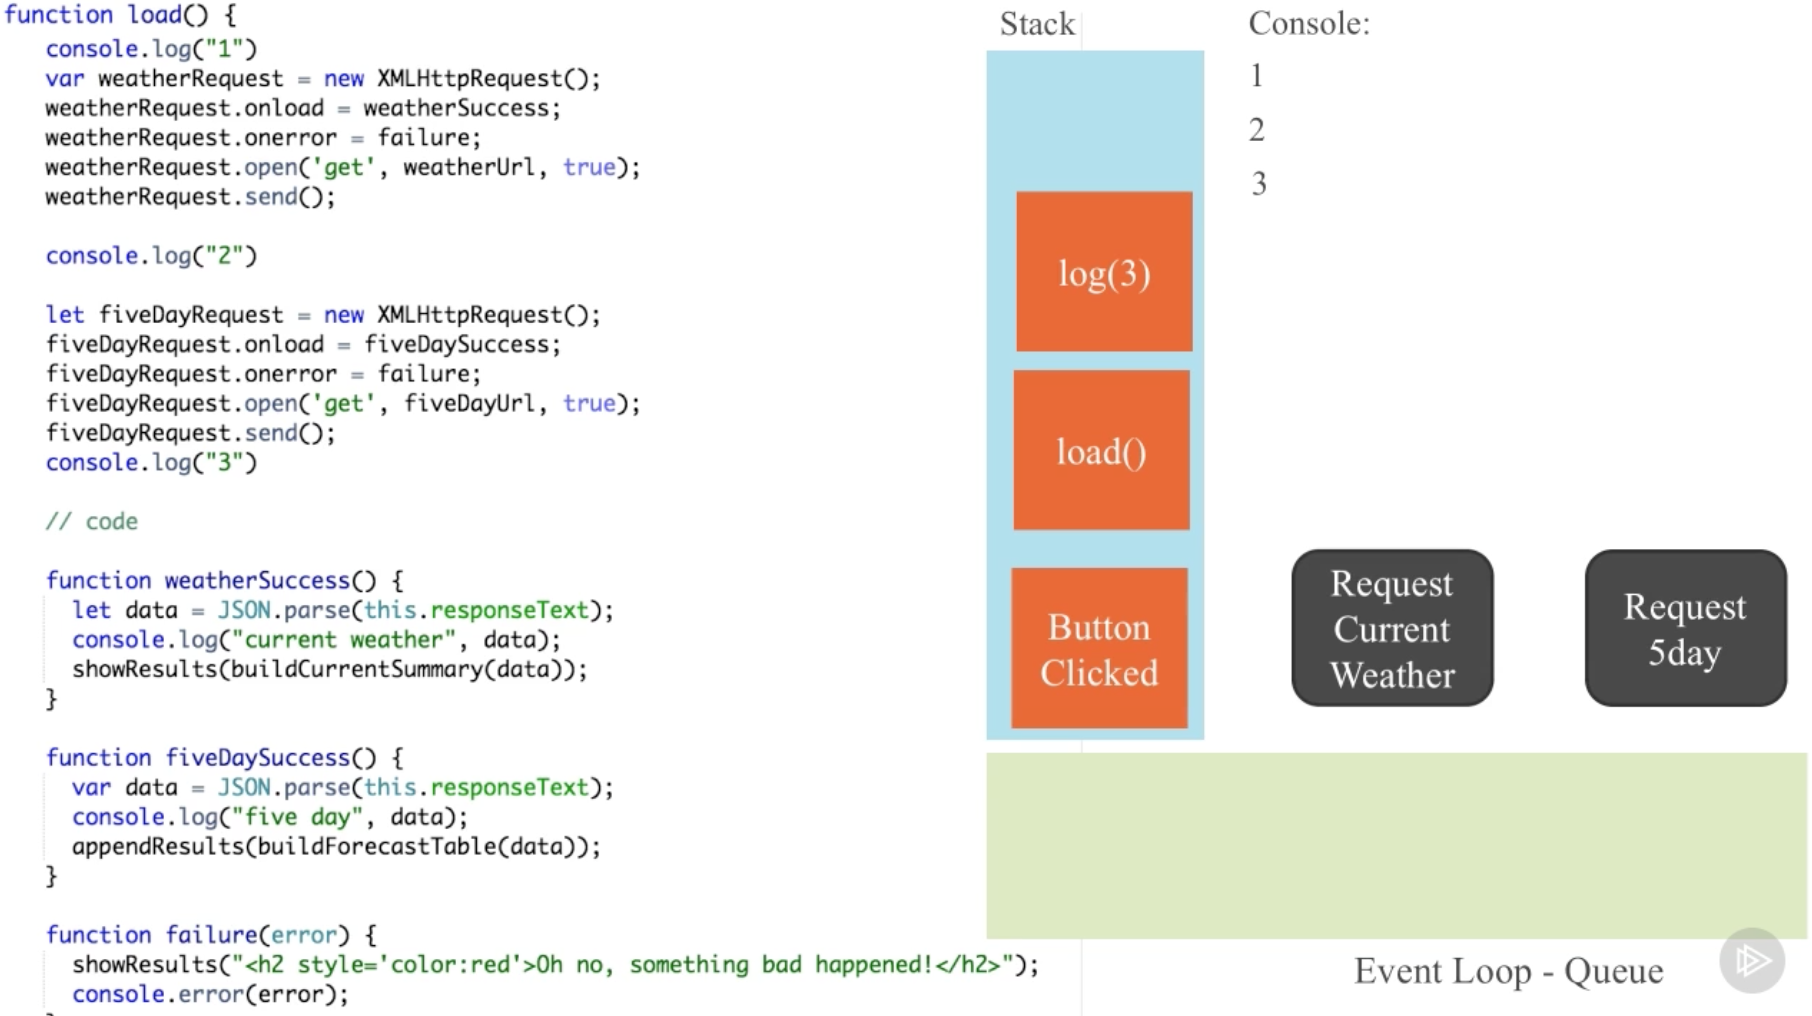 function load() {
console.log("1")
var weatherRequest = new XMLHttpRequest();
weatherRequest.onload = weatherSuccess;
weatherRequest.onerror = failure;
weatherRequest.open('get', weatherUrl, true);
weatherRequest.send();
console.log("2")
let fiveDayRequest = new XMLHttpRequest();
fiveDayRequest.onload = fiveDaySuccess;
fiveDayRequest.onerror = failure;
fiveDayRequest.open('get', fiveDayUrl, true);
fiveDayRequest.send();
console.log("3")
// code
function weatherSuccess() {
let data = JSON.parse(this.responseText);
console.log("current weather", data);
showResults(buildCurrentSummary(data));
}
function fiveDaySuccess() {
var data = JSON.parse(this.responseText);
console.log("five day", data);
appendResults(buildForecastTable(data));
}
function failure(error) {
showResults("<h2 style='color:red'>Oh no, something bad happened!</h2>");
console.error(error);
Stack
log(3)
load()
Button
Clicked
Console:
1
2
3
Request
Current
Weather
Request
5day
Event Loop - Queue